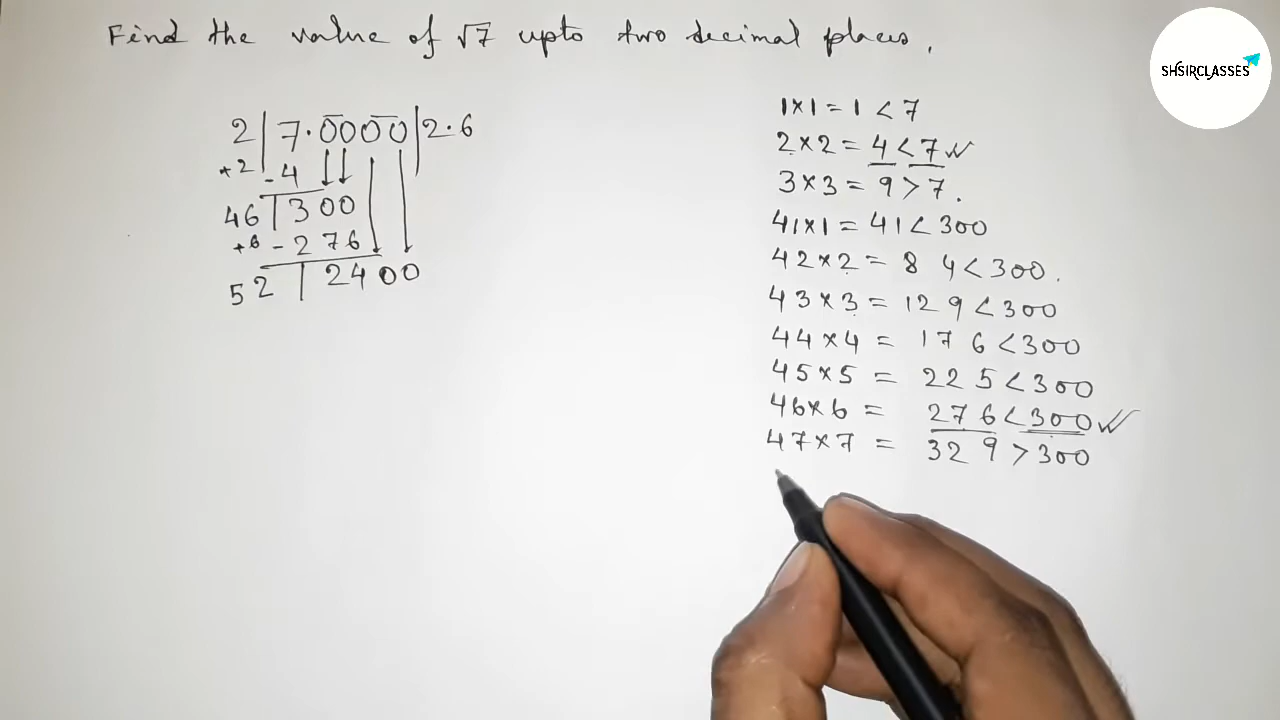 Find the value of √7 upto two decimal places.
SHSIRCLASSES
2 | 7.0000 | 2.6
+2 - 4
46 | 300
+6 - 276
52 | 2400
1×1 = 1 < 7
2×2 = 4 < 7 ✓
3×3 = 9 > 7.
41×1 = 41 < 300
42×2 = 84 < 300.
43×3 = 129 < 300
44×4 = 176 < 300
45×5 = 225 < 300
46×6 = 276 < 300 ✓
47×7 = 329 > 300